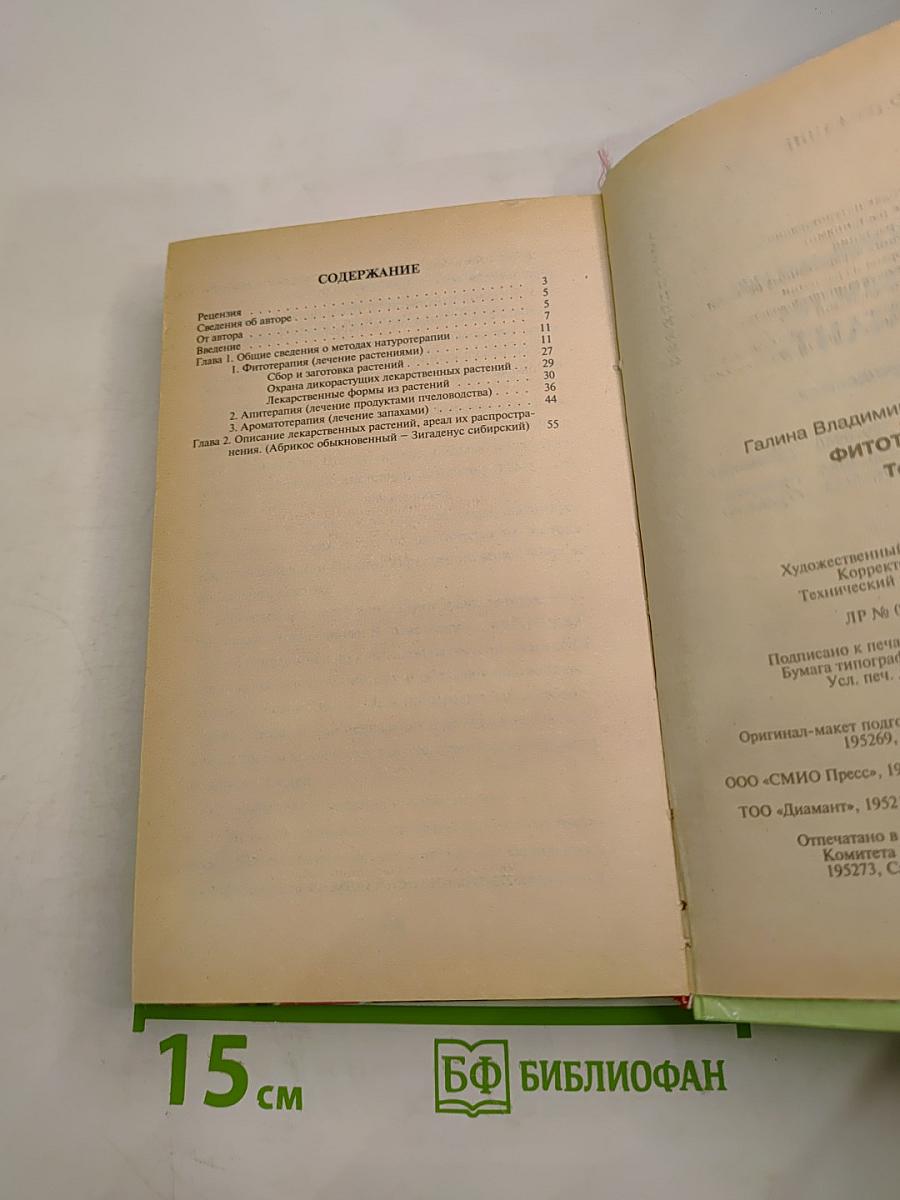 СОДЕРЖАНИЕ
Рецензия . . . . . . . . . . 3
Сведения об авторе . . . . . . . . . . 5
От автора . . . . . . . . . . 5
Введение . . . . . . . . . . 7
Глава 1. Общие сведения о методах натуротерапии . . . . . 11
1. Фитотерапия (лечение растениями) . . . . . 11
Сбор и заготовка растений . . . . . 27
Охрана дикорастущих лекарственных растений . . 29
Лекарственные формы из растений . . . . . 30
2. Апитерапия (лечение продуктами пчеловодства) . . . . 36
3. Ароматотерапия (лечение запахами) . . . . . 44
Глава 2. Описание лекарственных растений, ареал их распростра-
нения. (Абрикос обыкновенный – Зигаденус сибирский) 55
Галина Владими
ФИТОТ
Художественный
Коррект
Технический
ЛР №
Подписано к печа
Бумага типограф
Усл. печ.
Оригинал-макет подго
195269,
ООО «СМИО Пресс», 19
ТОО «Диамант», 1952
Отпечатано в
Комитета
195273, С
15 см
БФ БИБЛИОФАН